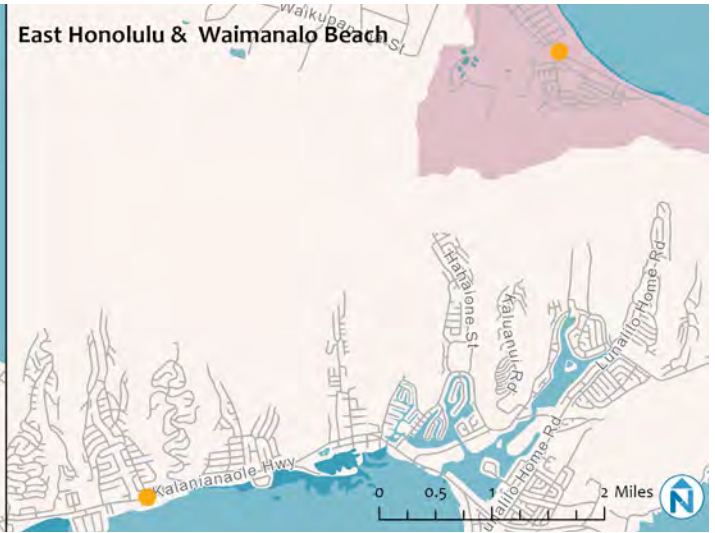 Waikupanaha St
East Honolulu & Waimanalo Beach
Hahaione St
Kaluanui Rd
Lunalilo Home Rd
Kalanianaole Hwy
Lunalilo Home Rd
0 0.5 1 2 Miles
N